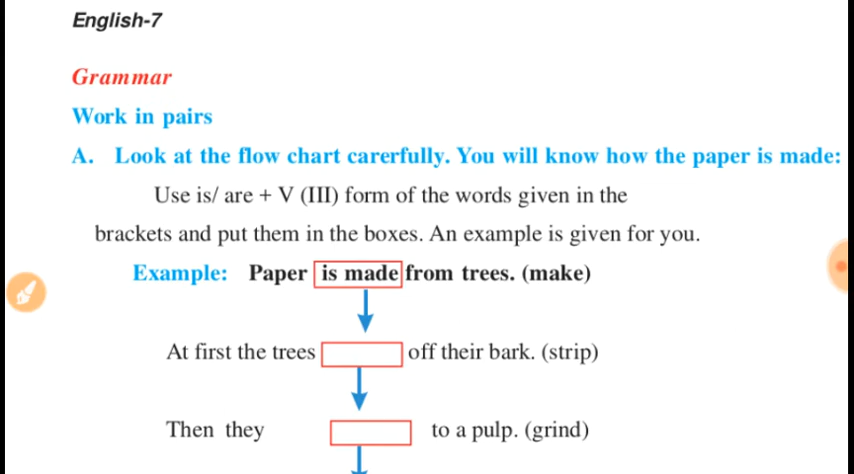 English-7
Grammar
Work in pairs
A. Look at the flow chart carerfully. You will know how the paper is made:
Use is/ are + V (III) form of the words given in the
brackets and put them in the boxes. An example is given for you.
Example: Paper is made from trees. (make)
At first the trees off their bark. (strip)
Then they to a pulp. (grind)